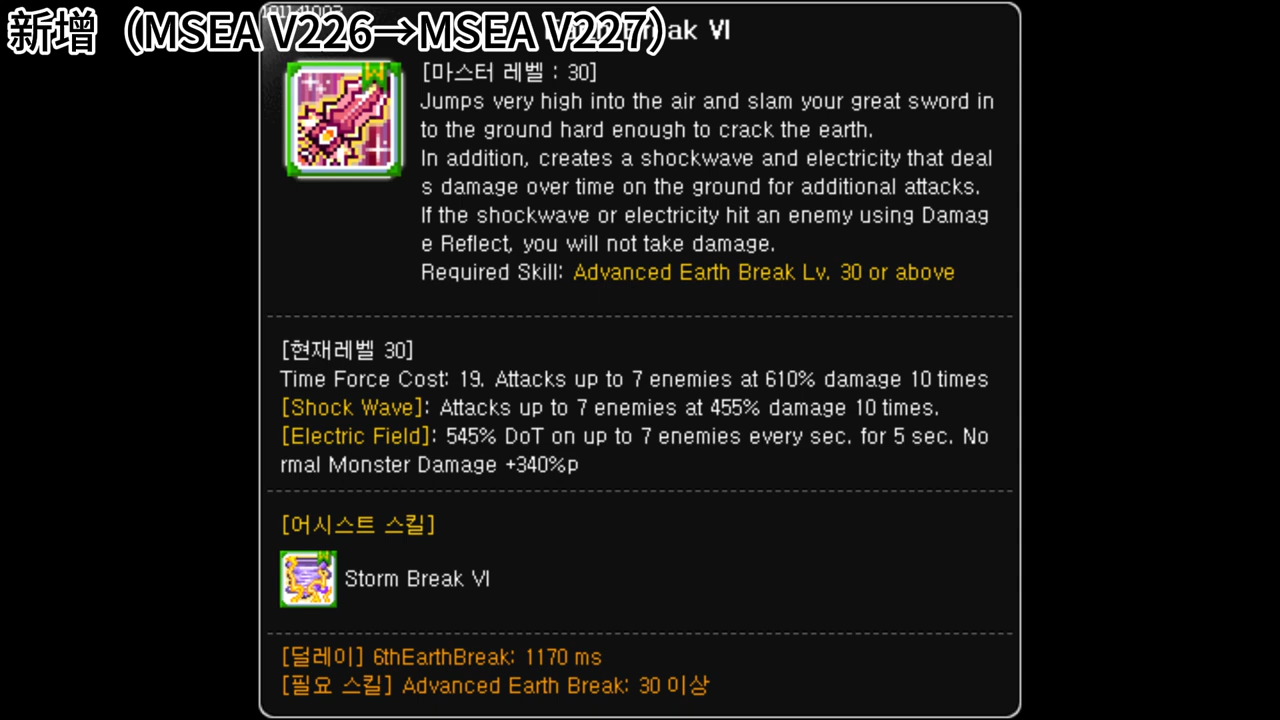 新增（MSEA V226→MSEA V227）
eak VI
[마스터 레벨 : 30]
Jumps very high into the air and slam your great sword in
to the ground hard enough to crack the earth.
In addition, creates a shockwave and electricity that deal
s damage over time on the ground for additional attacks.
If the shockwave or electricity hit an enemy using Damag
e Reflect, you will not take damage.
Required Skill: Advanced Earth Break Lv. 30 or above
[현재레벨 30]
Time Force Cost: 19. Attacks up to 7 enemies at 610% damage 10 times
[Shock Wave]: Attacks up to 7 enemies at 455% damage 10 times.
[Electric Field]: 545% DoT on up to 7 enemies every sec. for 5 sec. No
rmal Monster Damage +340%p
[어시스트 스킬]
Storm Break VI
[딜레이] 6thEarthBreak: 1170 ms
[필요 스킬] Advanced Earth Break: 30 이상